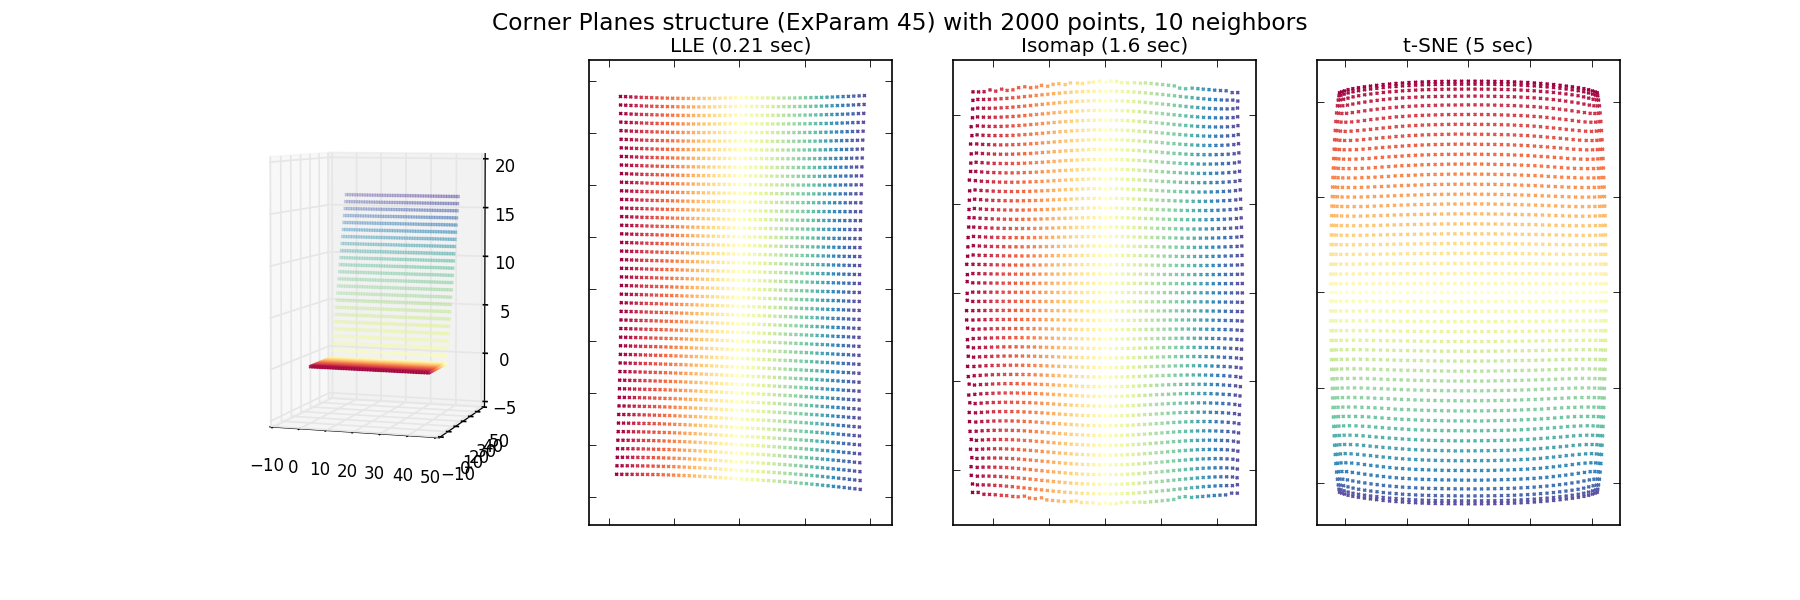 Corner Planes structure (ExParam 45) with 2000 points, 10 neighbors
LLE (0.21 sec)
Isomap (1.6 sec)
t-SNE (5 sec)
20
15
10
5
0
−5
−10 0 10 20 30 40 50
−10
50